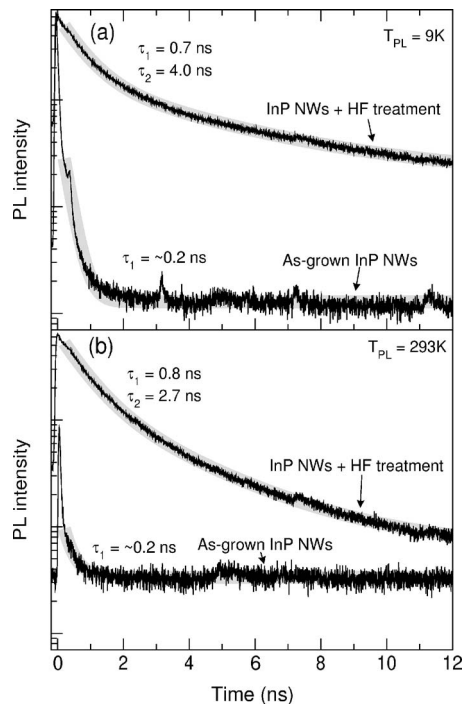 (a)
T_PL = 9K
τ₁ = 0.7 ns
τ₂ = 4.0 ns
InP NWs + HF treatment
PL intensity
τ₁ = ~0.2 ns
As-grown InP NWs
(b)
T_PL = 293K
τ₁ = 0.8 ns
τ₂ = 2.7 ns
InP NWs + HF treatment
PL intensity
τ₁ = ~0.2 ns
As-grown InP NWs
0 2 4 6 8 10 12
Time (ns)